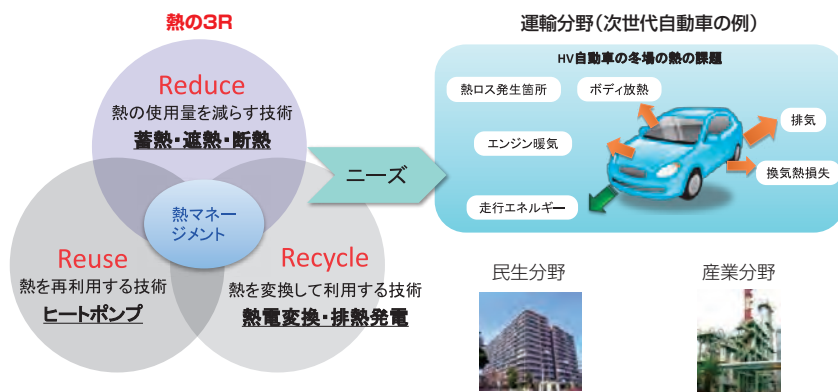 熱の3R
Reduce
熱の使用量を減らす技術
蓄熱・遮熱・断熱
熱マネー
ジメント
Reuse
熱を再利用する技術
ヒートポンプ
Recycle
熱を変換して利用する技術
熱電変換・排熱発電
ニーズ
運輸分野(次世代自動車の例)
HV自動車の冬場の熱の課題
熱ロス発生箇所
ボディ放熱
排気
エンジン暖気
換気熱損失
走行エネルギー
民生分野
産業分野